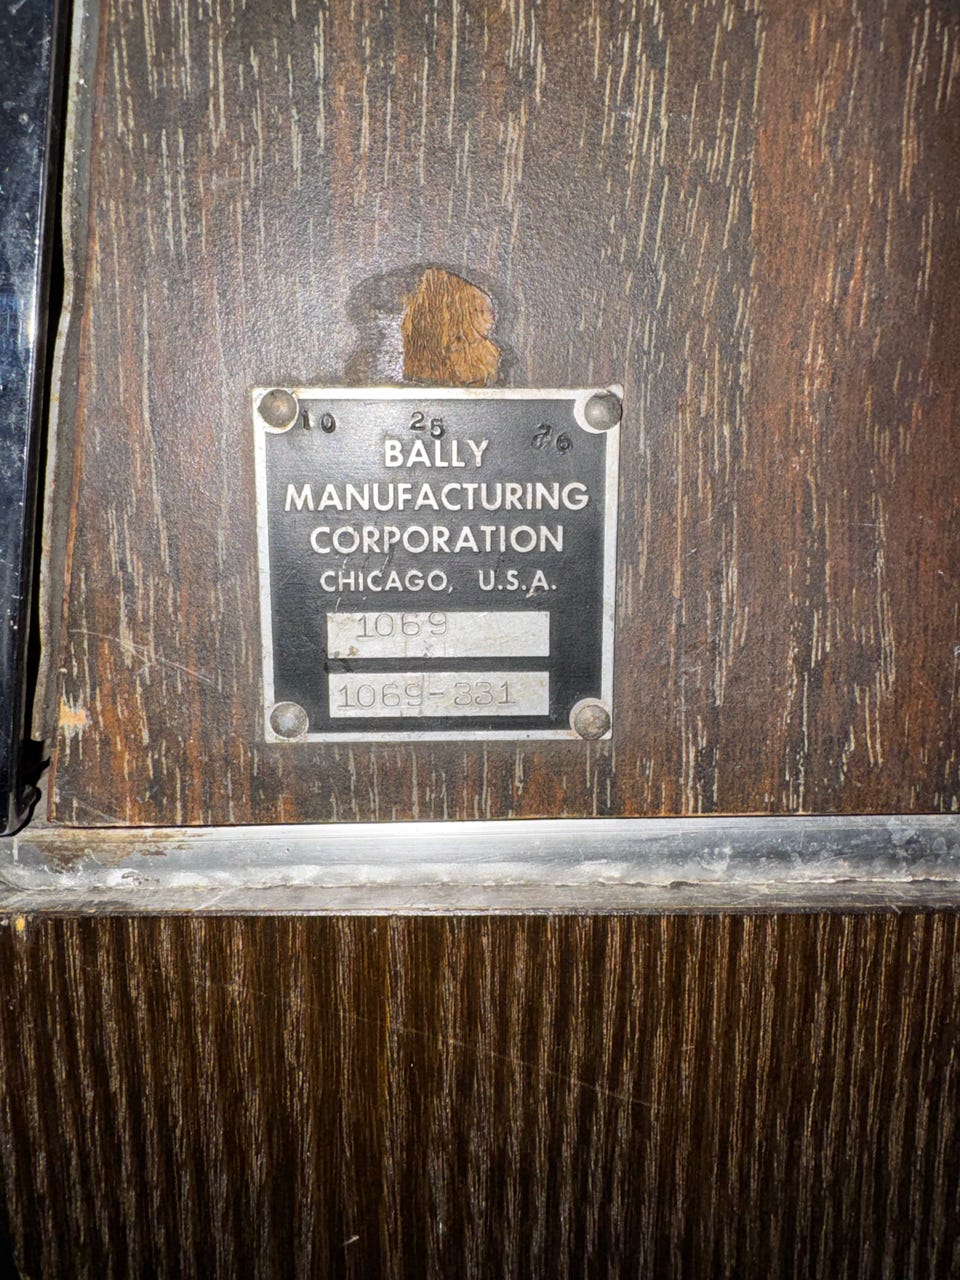 10 25 76
BALLY
MANUFACTURING
CORPORATION
CHICAGO, U.S.A.
1069
1069-331